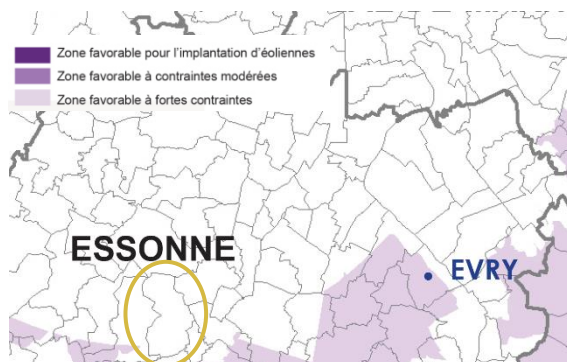 Zone favorable pour l'implantation d'éoliennes
Zone favorable à contraintes modérées
Zone favorable à fortes contraintes
ESSONNE
EVRY